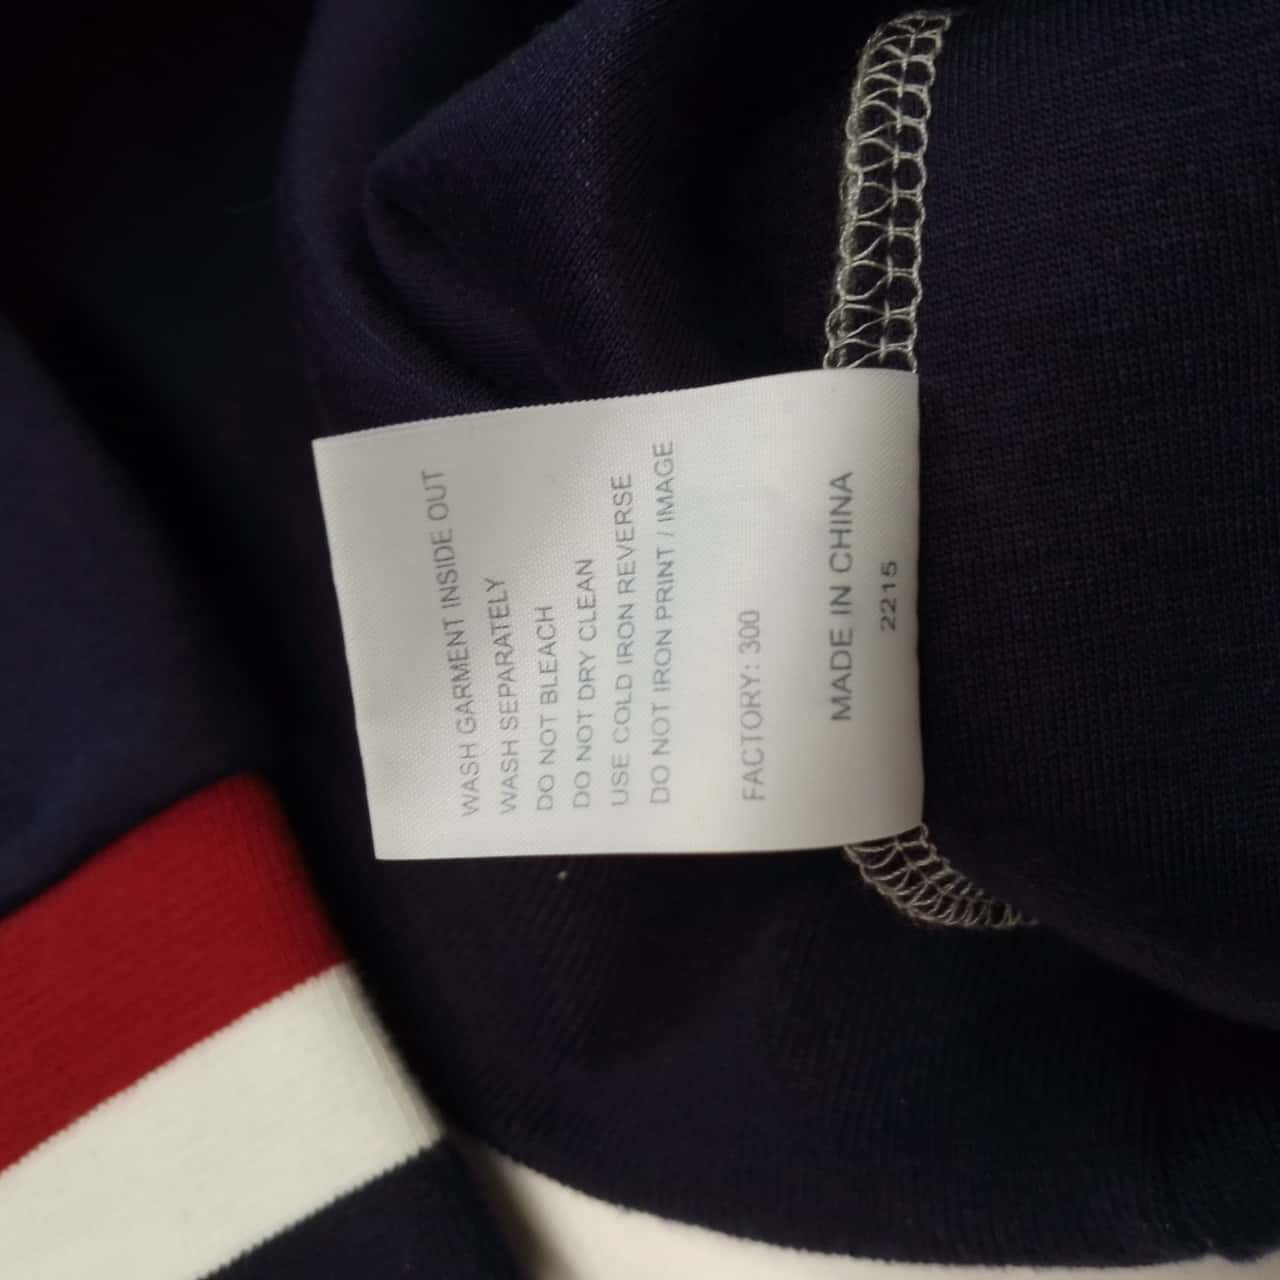 WASH GARMENT INSIDE OUT
WASH SEPARATELY
DO NOT BLEACH
DO NOT DRY CLEAN
USE COLD IRON REVERSE
DO NOT IRON PRINT / IMAGE
FACTORY: 300
MADE IN CHINA
2215